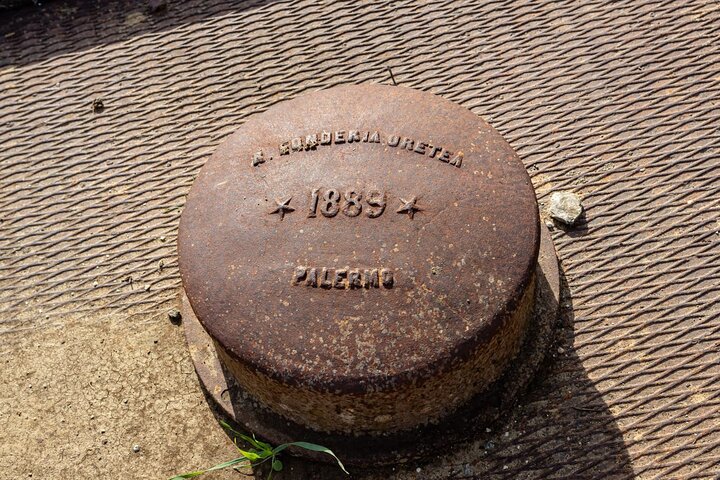 A. FONDERIA ORETEA
★ 1889 ★
PALERMO